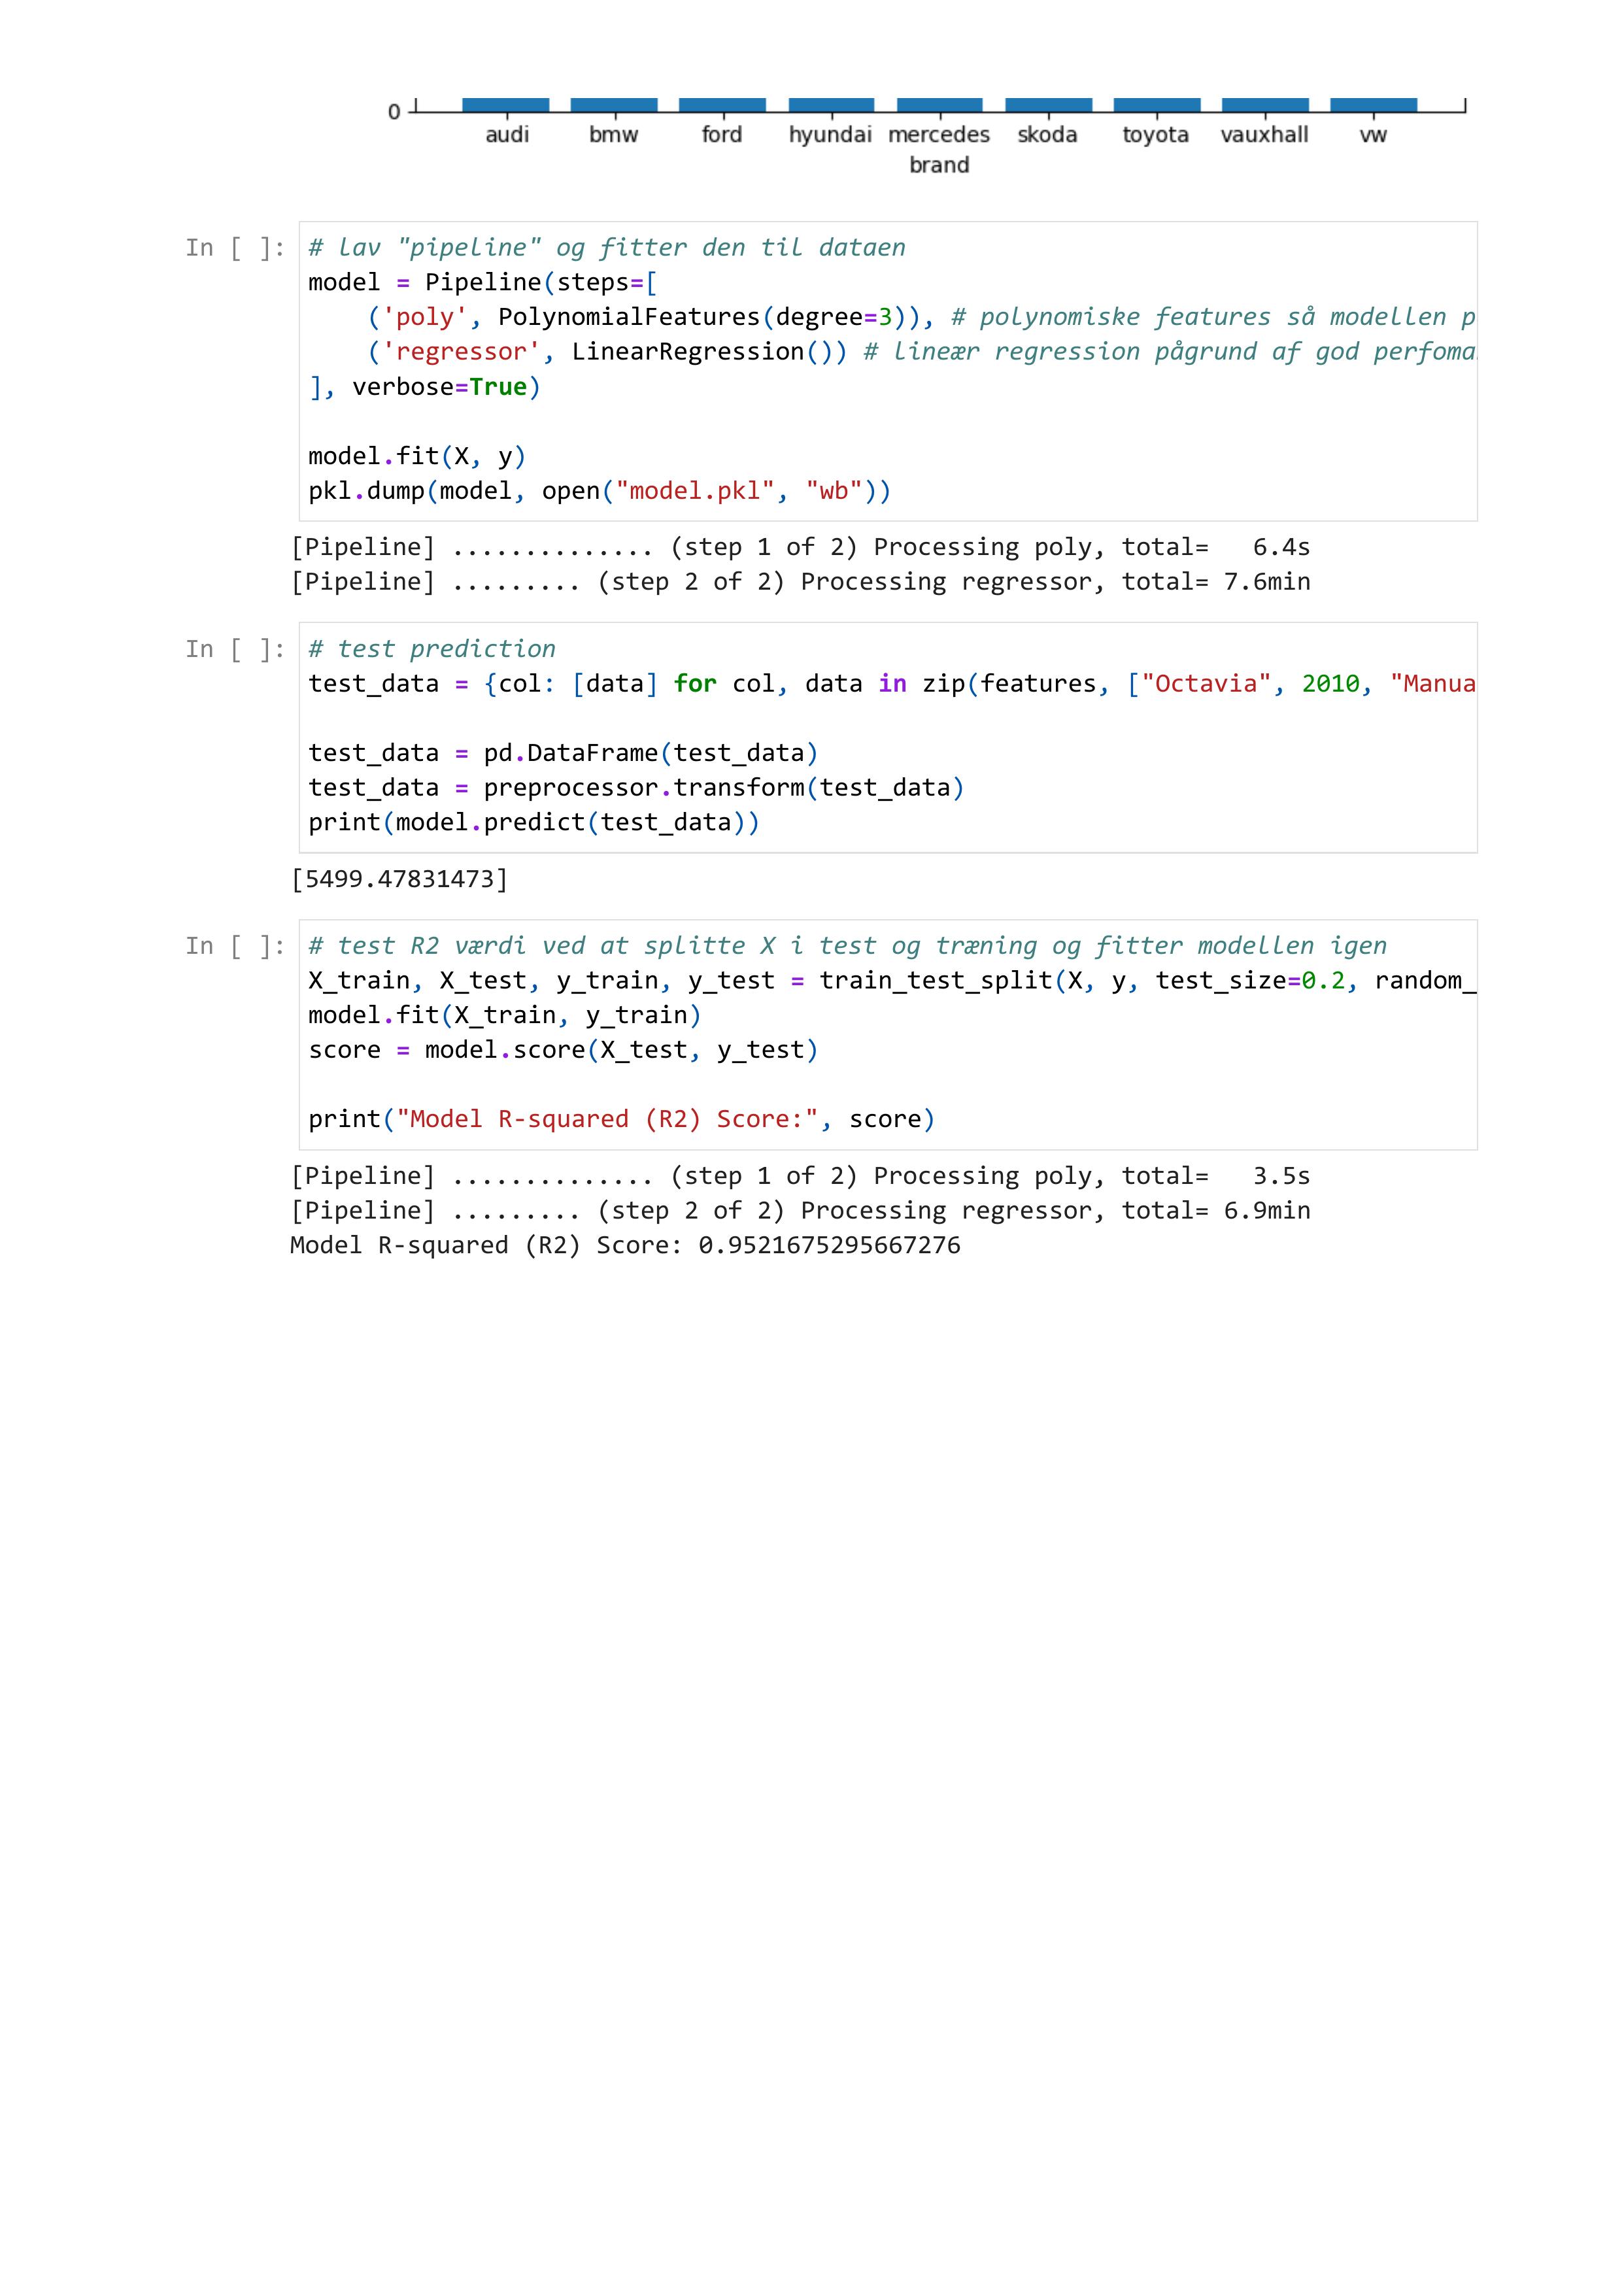 0
audi bmw ford hyundai mercedes skoda toyota vauxhall vw
brand
In [ ]: # lav "pipeline" og fitter den til dataen
model = Pipeline(steps=[
    ('poly', PolynomialFeatures(degree=3)), # polynomiske features så modellen p
    ('regressor', LinearRegression()) # lineær regression pågrund af god perfoma
], verbose=True)
model.fit(X, y)
pkl.dump(model, open("model.pkl", "wb"))
[Pipeline] .............. (step 1 of 2) Processing poly, total=   6.4s
[Pipeline] ......... (step 2 of 2) Processing regressor, total= 7.6min
In [ ]: # test prediction
test_data = {col: [data] for col, data in zip(features, ["Octavia", 2010, "Manua
test_data = pd.DataFrame(test_data)
test_data = preprocessor.transform(test_data)
print(model.predict(test_data))
[5499.47831473]
In [ ]: # test R2 værdi ved at splitte X i test og træning og fitter modellen igen
X_train, X_test, y_train, y_test = train_test_split(X, y, test_size=0.2, random_
model.fit(X_train, y_train)
score = model.score(X_test, y_test)
print("Model R-squared (R2) Score:", score)
[Pipeline] .............. (step 1 of 2) Processing poly, total=   3.5s
[Pipeline] ......... (step 2 of 2) Processing regressor, total= 6.9min
Model R-squared (R2) Score: 0.9521675295667276